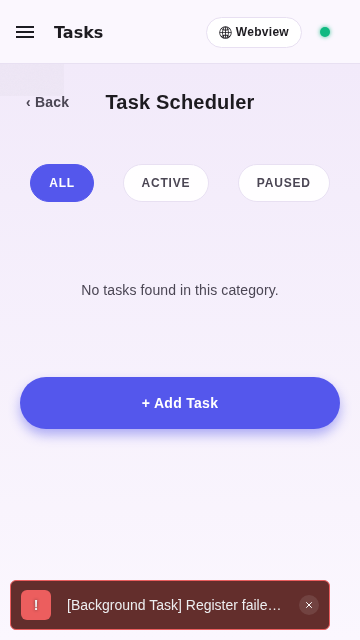 Tasks
Webview
‹ Back
Task Scheduler
ALL
ACTIVE
PAUSED
No tasks found in this category.
+ Add Task
! [Background Task] Register faile…